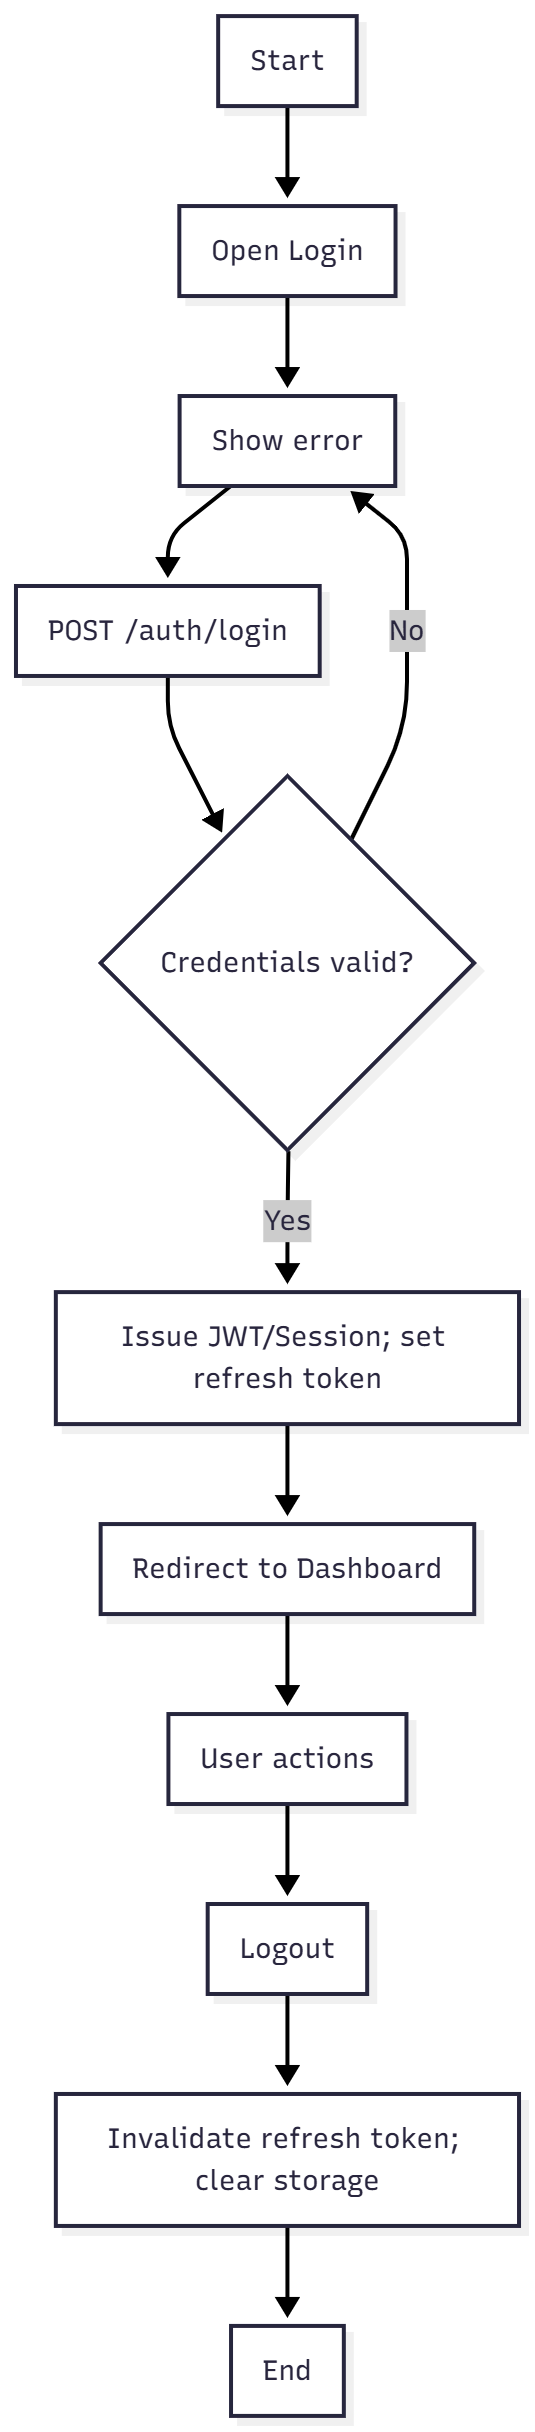 Start
Open Login
Show error
POST /auth/login
No
Credentials valid?
Yes
Issue JWT/Session; set
refresh token
Redirect to Dashboard
User actions
Logout
Invalidate refresh token;
clear storage
End